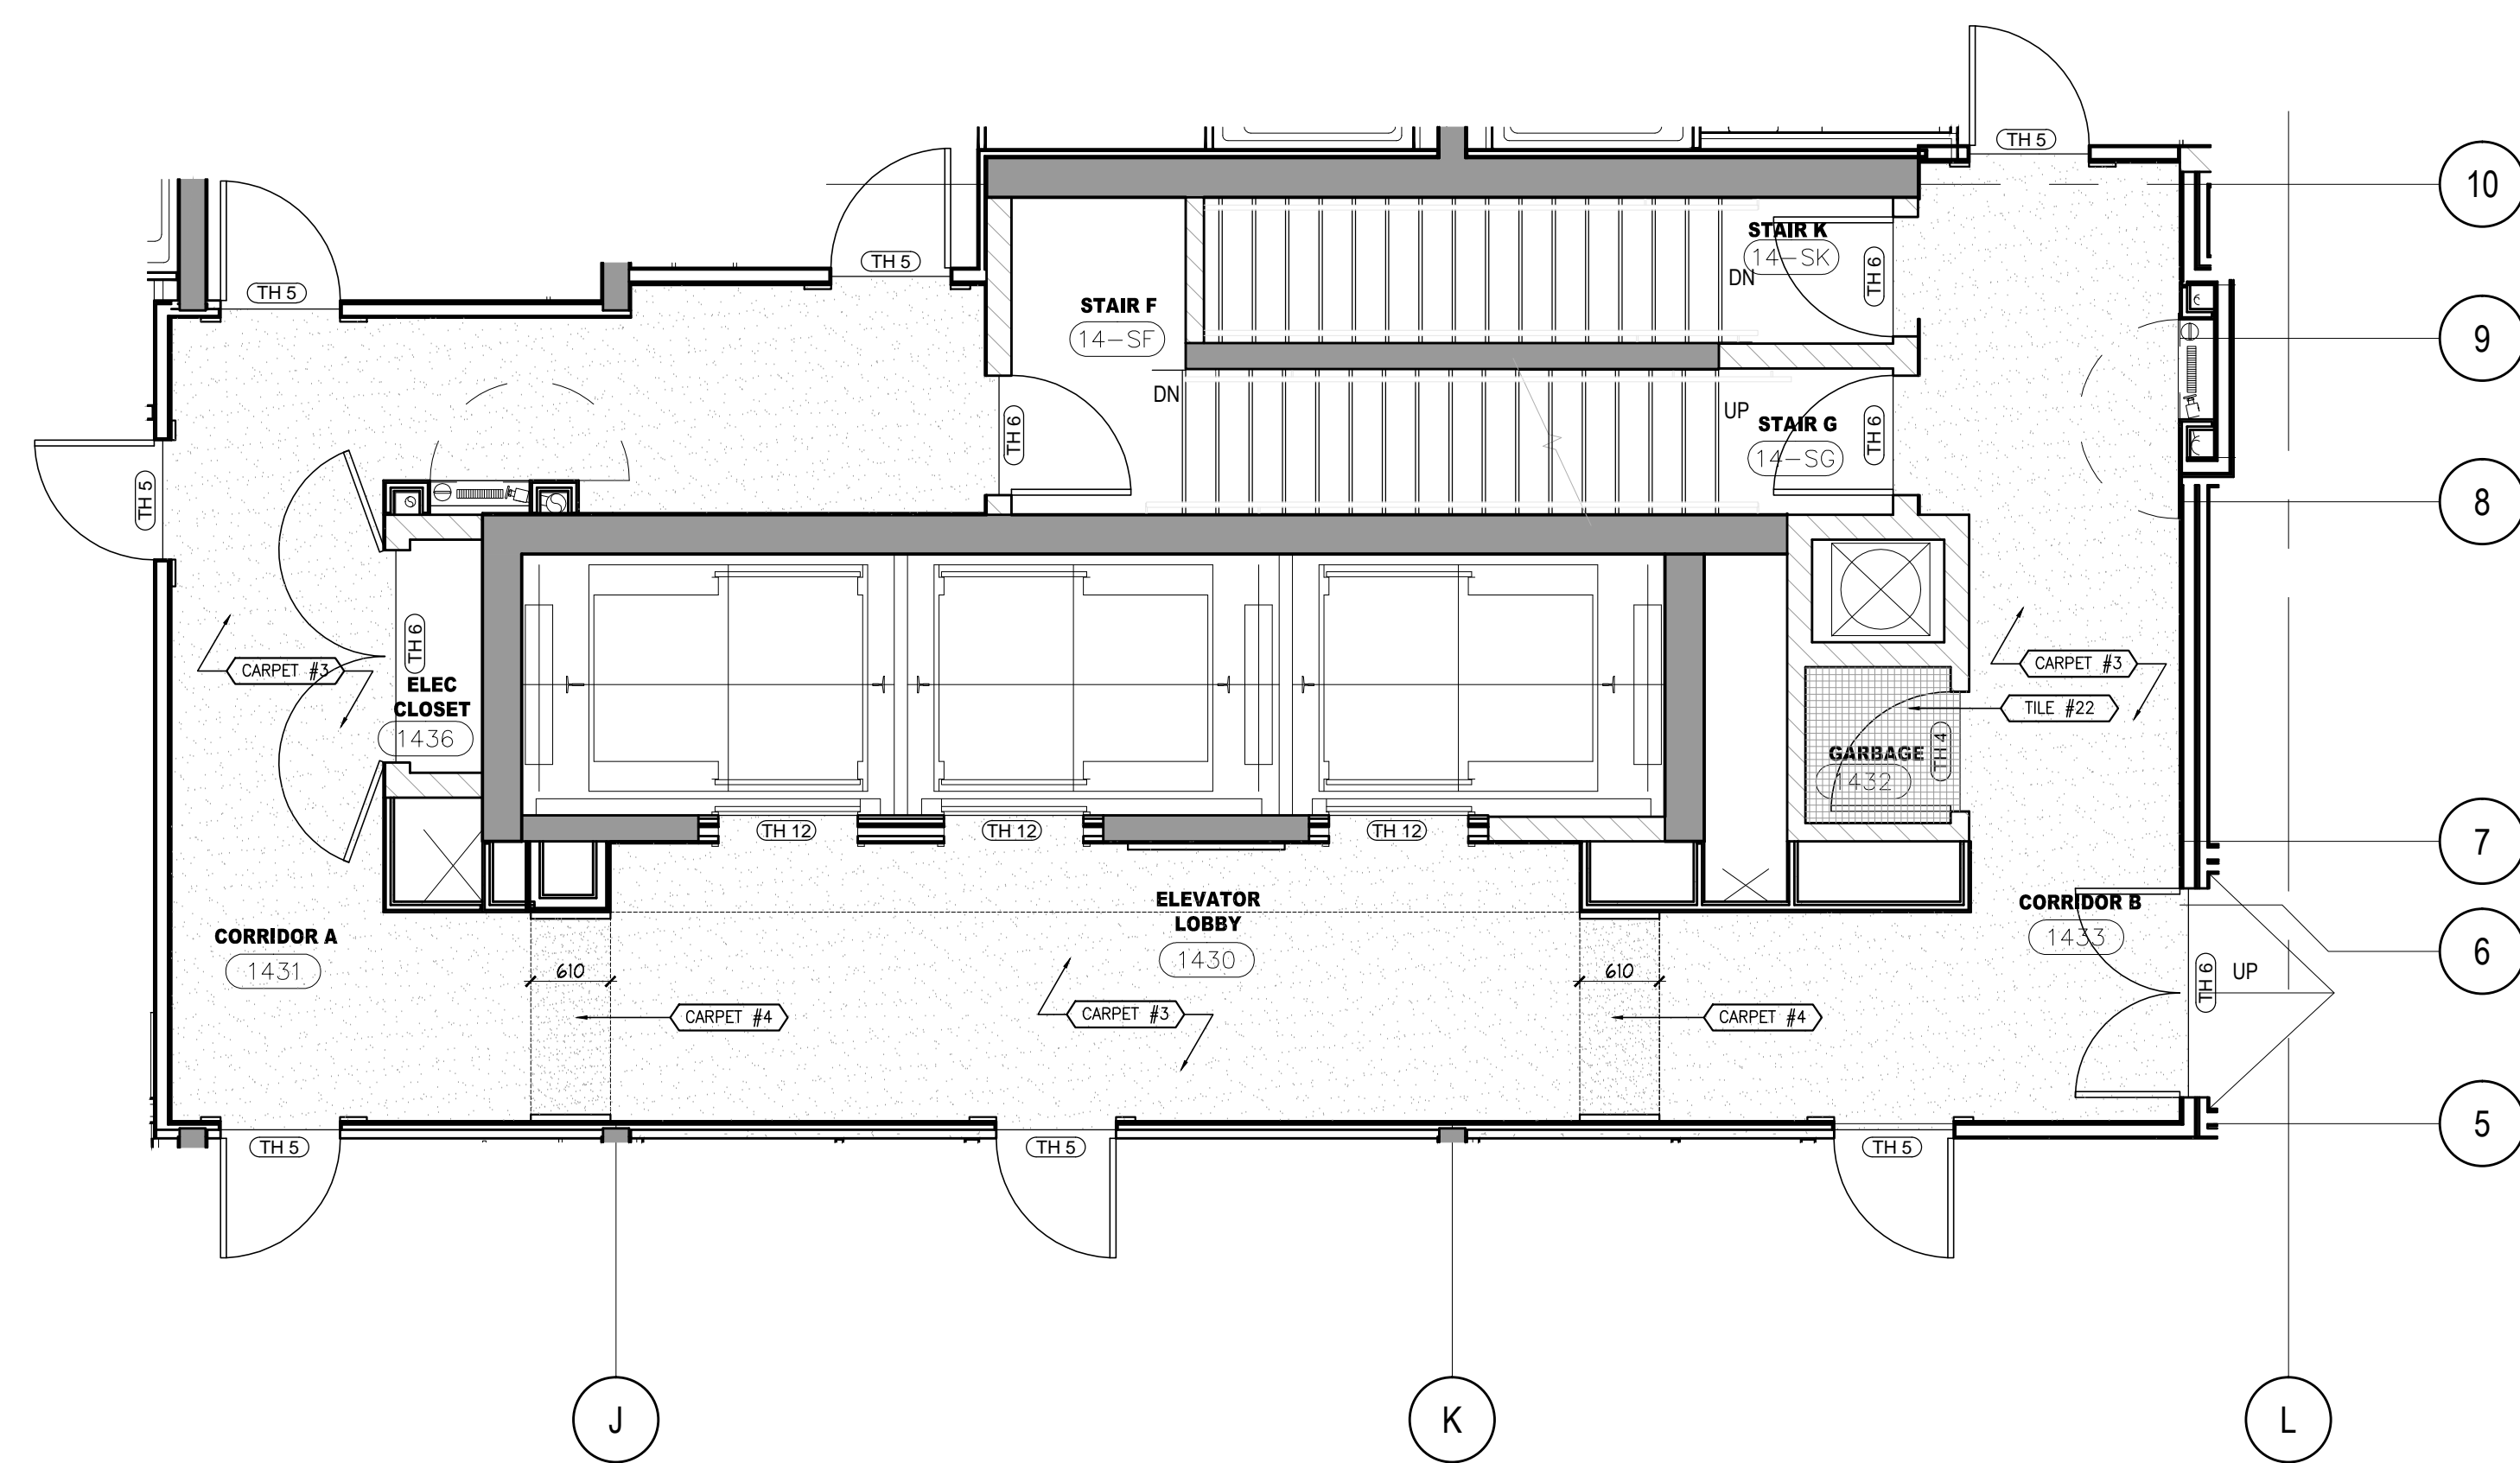 TH 5
10
STAIR K
14-SK
TH 6
TH 5
DN
TH 5
STAIR F
14-SF
9
DN
UP
STAIR G
14-SG
TH 6
TH 6
TH 5
8
TH 6
CARPET #3
ELEC
CLOSET
1436
CARPET #3
TILE #22
GARBAGE
1432
TH 4
TH 12
TH 12
TH 12
7
ELEVATOR
LOBBY
1430
CORRIDOR A
1431
CORRIDOR B
1433
6
610
610
TH 6
UP
CARPET #4
CARPET #3
CARPET #4
5
TH 5
TH 5
TH 5
J
K
L